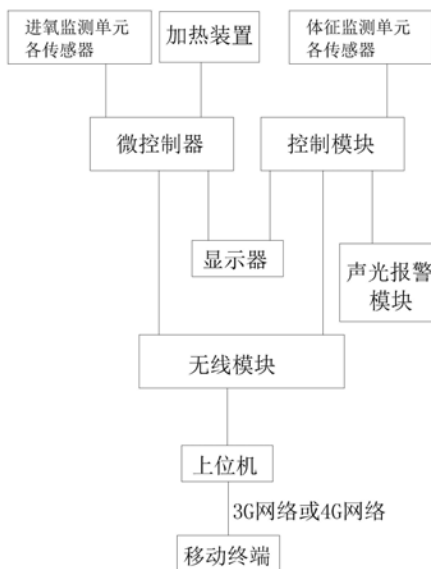 进氧监测单元
各传感器
加热装置
体征监测单元
各传感器
微控制器
控制模块
显示器
声光报警
模块
无线模块
上位机
3G网络或4G网络
移动终端